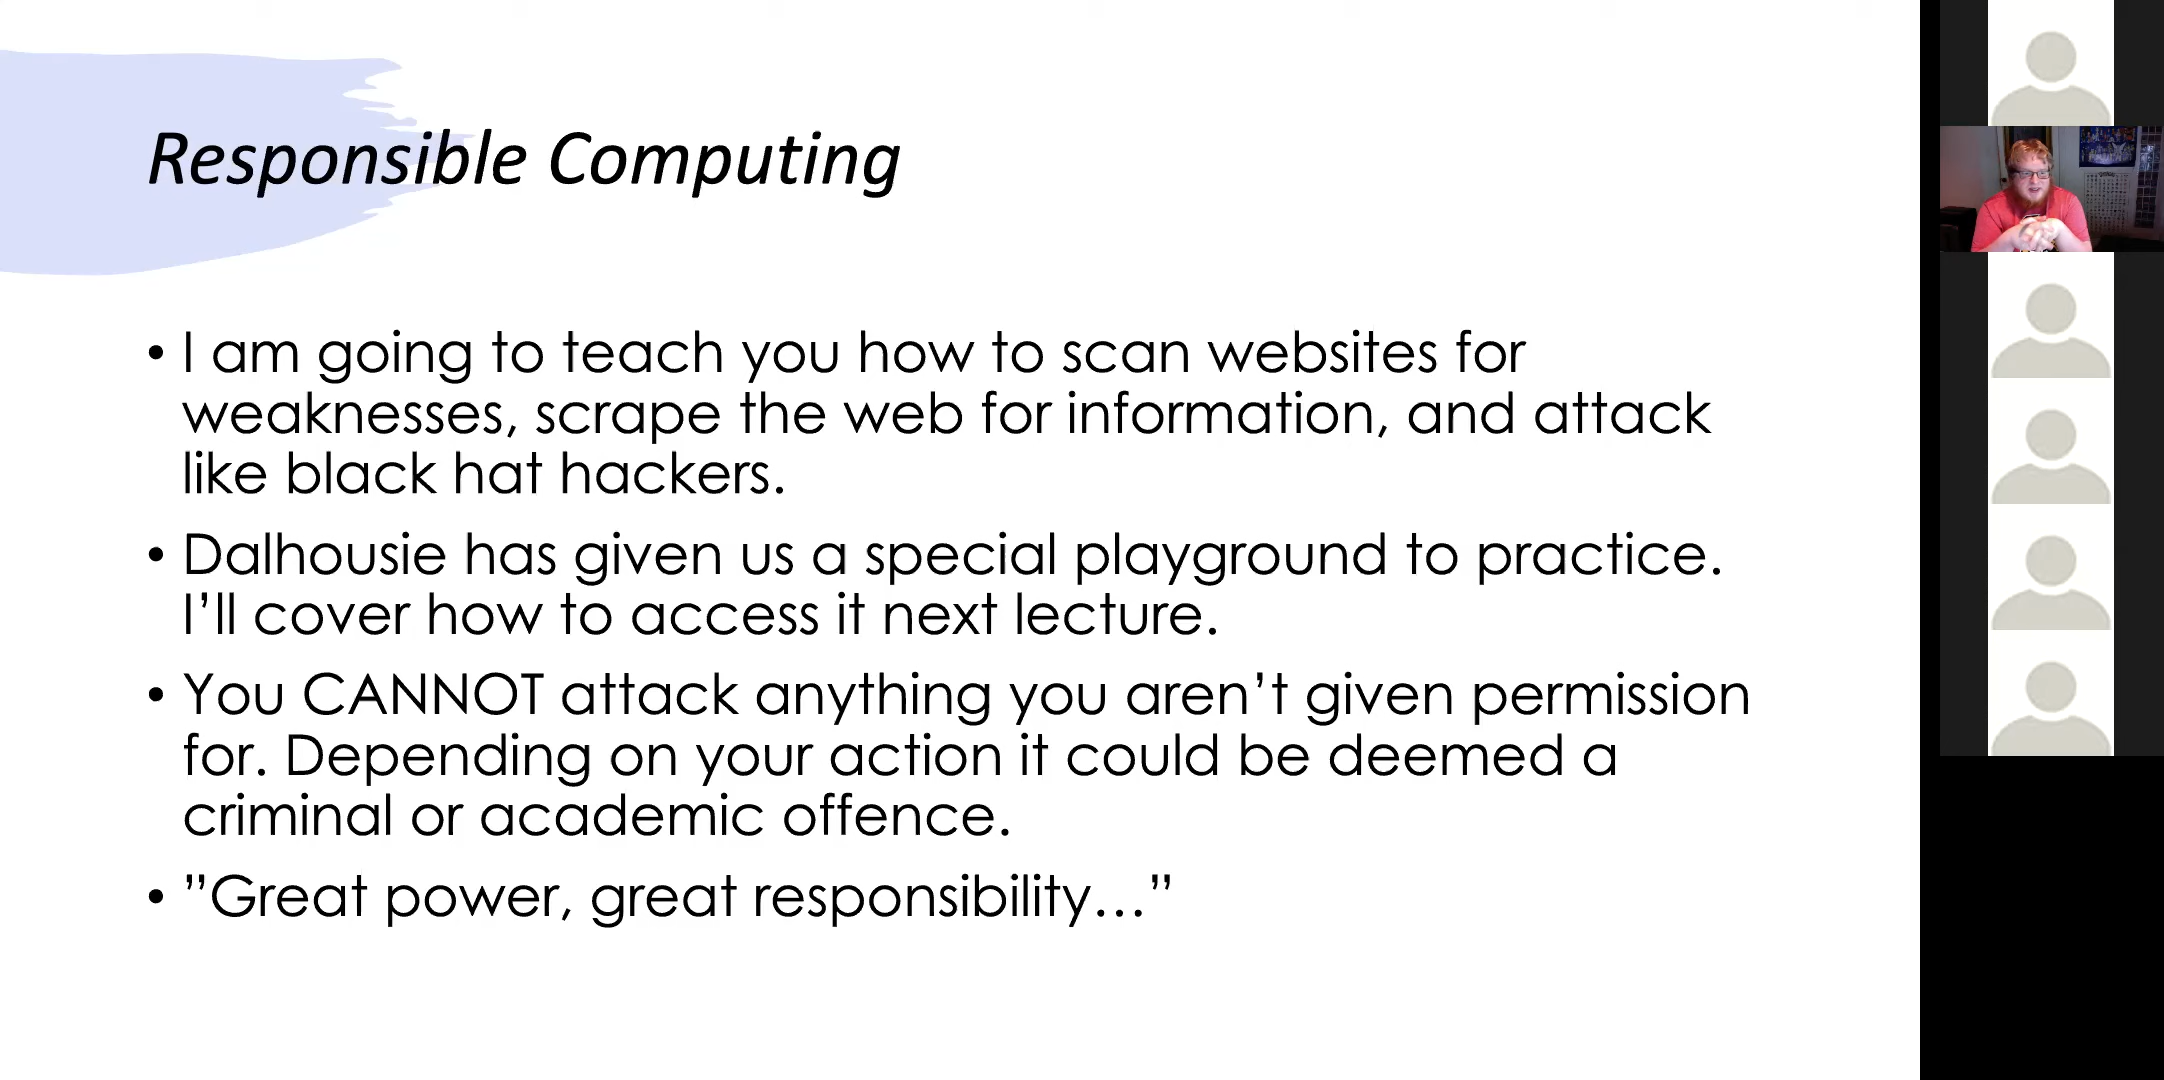 Responsible Computing
• I am going to teach you how to scan websites for
weaknesses, scrape the web for information, and attack
like black hat hackers.
• Dalhousie has given us a special playground to practice.
I’ll cover how to access it next lecture.
• You CANNOT attack anything you aren’t given permission
for. Depending on your action it could be deemed a
criminal or academic offence.
• ”Great power, great responsibility…”